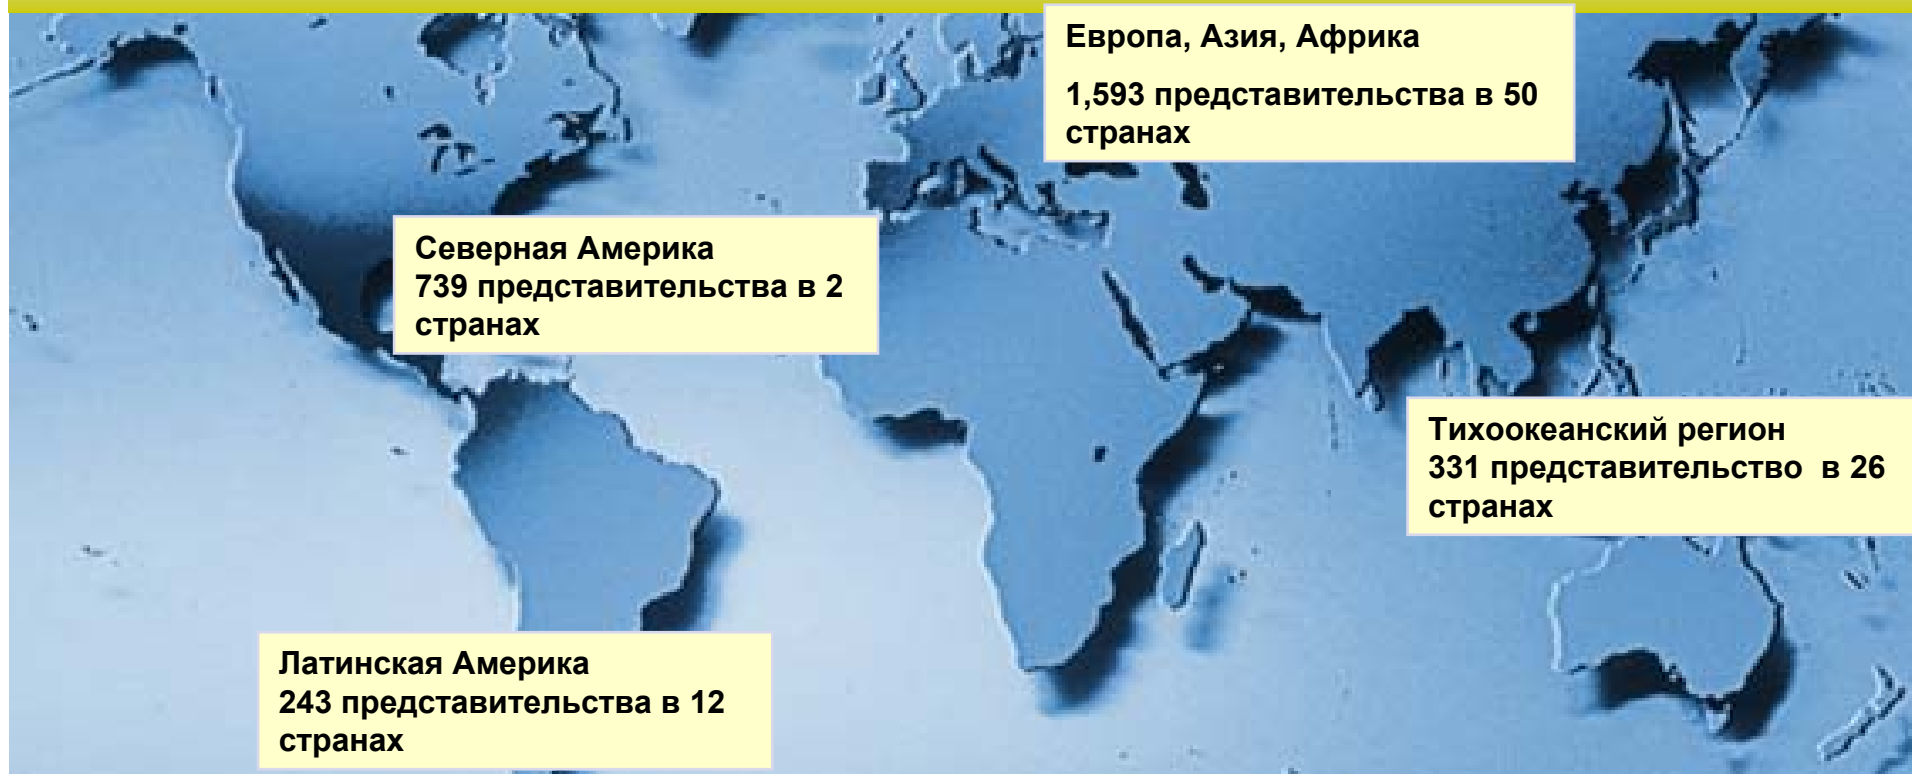 Европа, Азия, Африка
1,593 представительства в 50
странах
Северная Америка
739 представительства в 2
странах
Тихоокеанский регион
331 представительство  в 26
странах
Латинская Америка
243 представительства в 12
странах